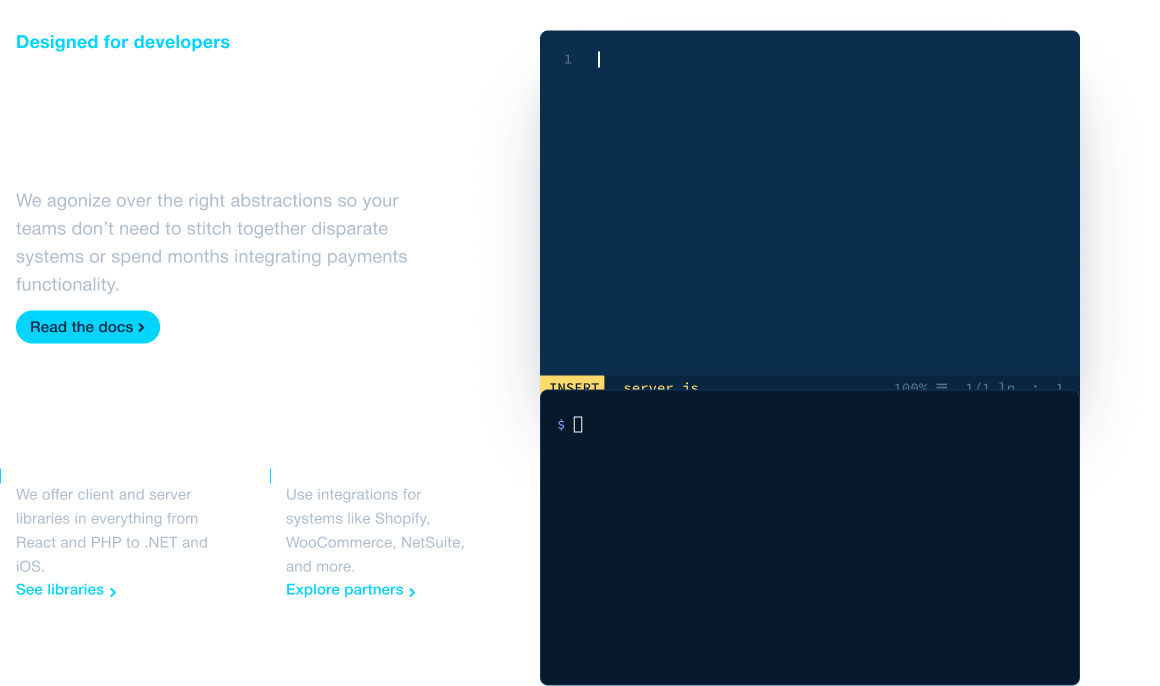 Designed for developers
We agonize over the right abstractions so your
teams don’t need to stitch together disparate
systems or spend months integrating payments
functionality.
Read the docs
We offer client and server
libraries in everything from
React and PHP to .NET and
iOS.
See libraries
Use integrations for
systems like Shopify,
WooCommerce, NetSuite,
and more.
Explore partners
1
INSERT server.js 100% ☰ 1/1 ln : 1
$